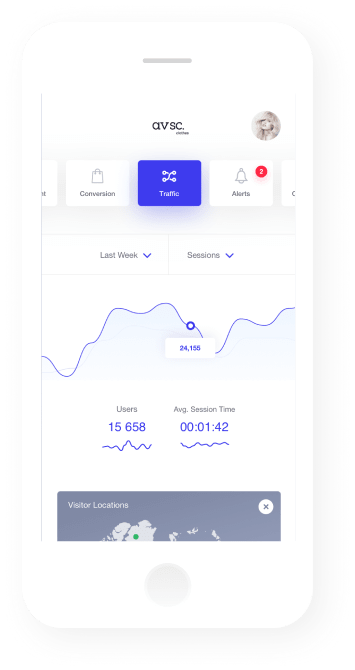 avsc.
clothes
nt
Conversion
Traffic
Alerts
2
C
Last Week
Sessions
24,155
Users
Avg. Session Time
15 658
00:01:42
Visitor Locations